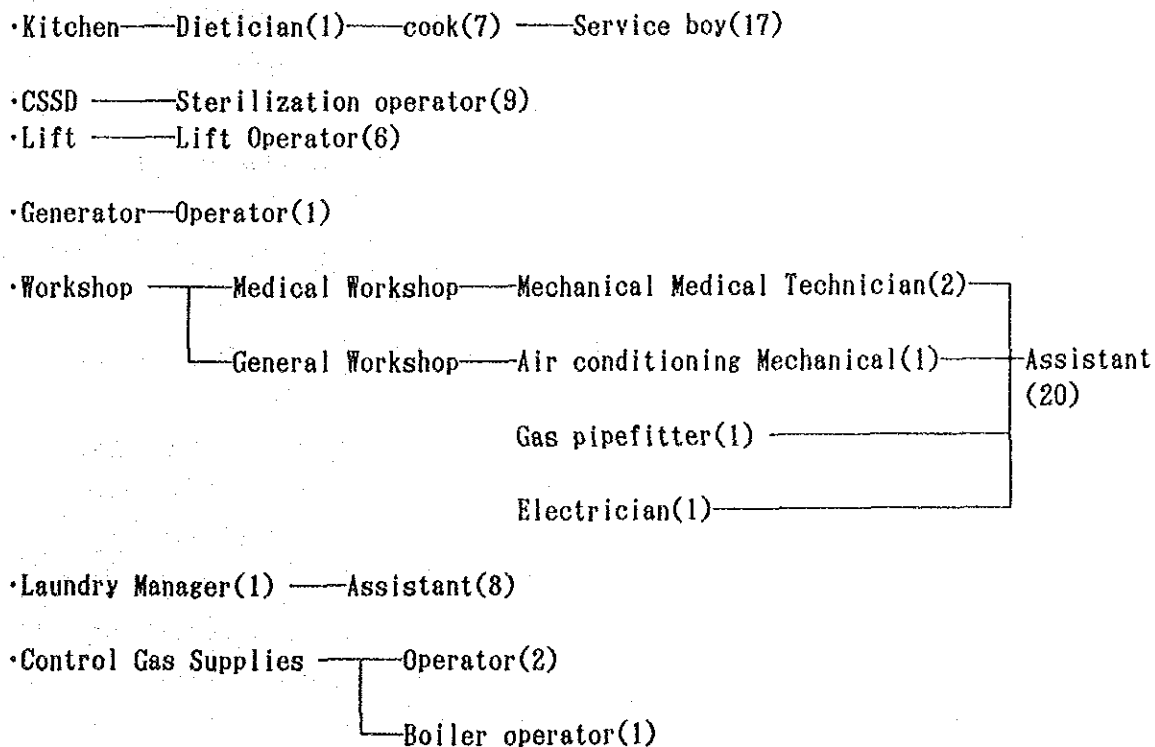 ·Kitchen——Dietician(1)——cook(7)——Service boy(17)
·CSSD——Sterilization operator(9)
·Lift——Lift Operator(6)
·Generator—Operator(1)
·Workshop——Medical Workshop——Mechanical Medical Technician(2)
General Workshop——Air conditioning Mechanical(1)——Assistant
(20)
Gas pipefitter(1)
Electrician(1)
·Laundry Manager(1)——Assistant(8)
·Control Gas Supplies——Operator(2)
Boiler operator(1)